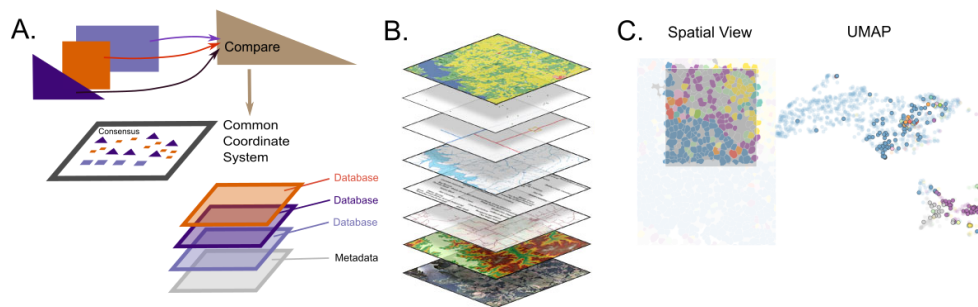 A.
Compare
Consensus
Common
Coordinate
System
Database
Database
Database
Metadata
B.
C.
Spatial View
UMAP